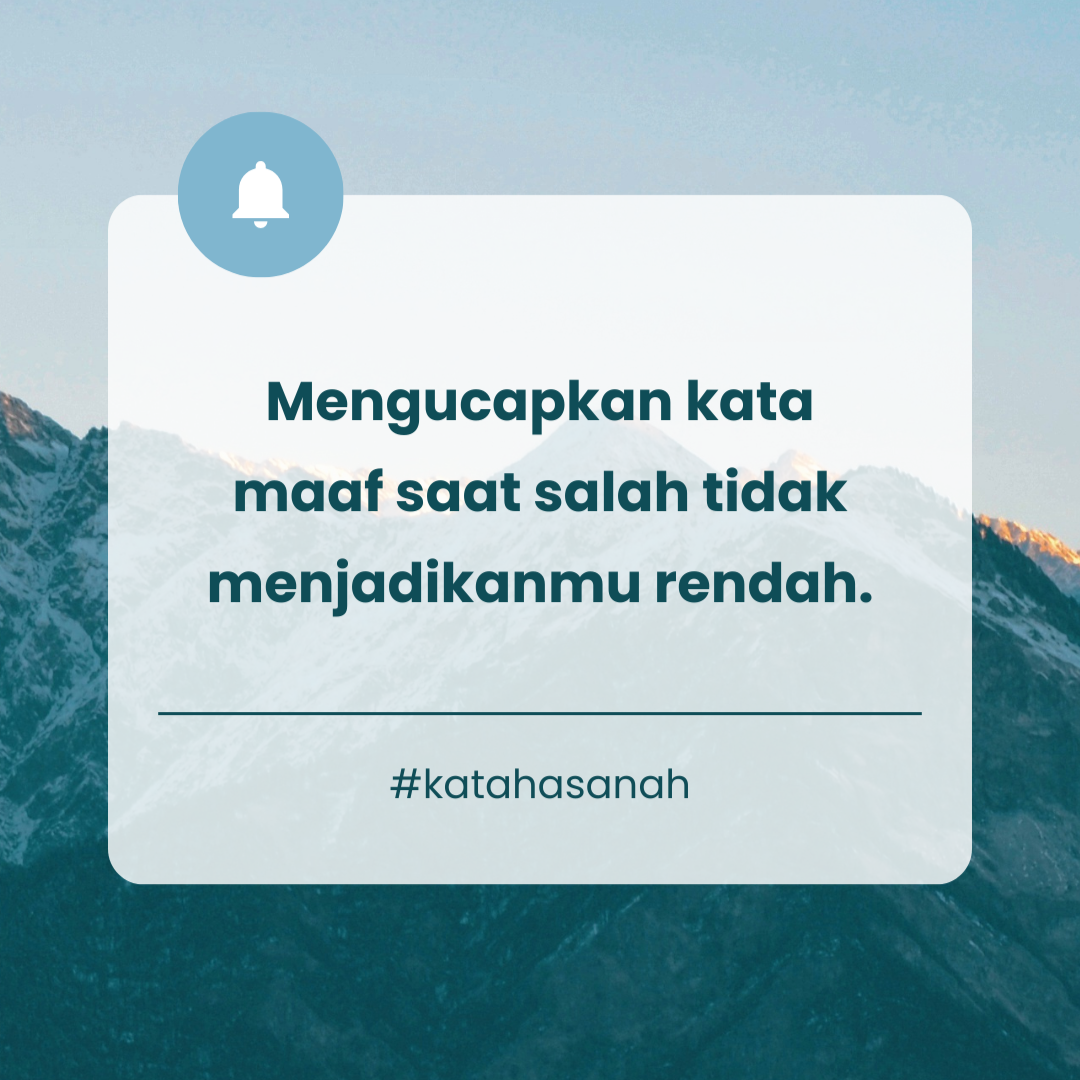 Mengucapkan kata
maaf saat salah tidak
menjadikanmu rendah.
#katahasanah